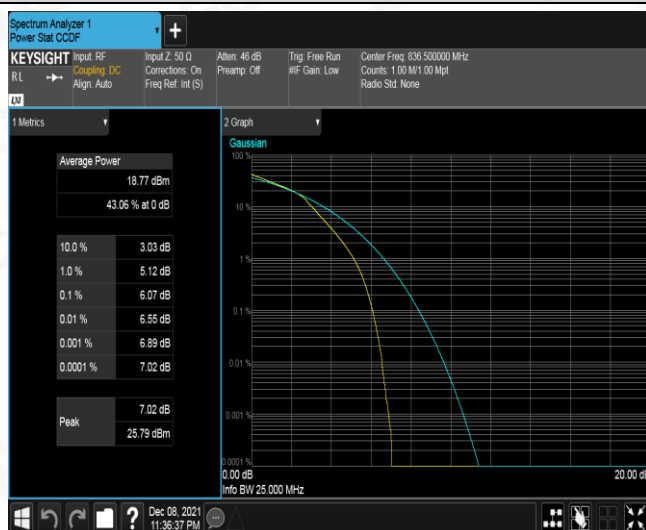 Spectrum Analyzer 1
Power Stat CCDF
+
KEYSIGHT
RL
LXI
Input: RF
Coupling: DC
Align: Auto
Input Z: 50 Ω
Corrections: On
Freq Ref: Int (S)
Atten: 46 dB
Preamp: Off
Trig: Free Run
#IF Gain: Low
Center Freq: 836.500000 MHz
Counts: 1.00 M/1.00 Mpt
Radio Std: None
1 Metrics
Average Power
18.77 dBm
43.06 % at 0 dB
10.0 % 3.03 dB
1.0 % 5.12 dB
0.1 % 6.07 dB
0.01 % 6.55 dB
0.001 % 6.89 dB
0.0001 % 7.02 dB
Peak
7.02 dB
25.79 dBm
2 Graph
Gaussian
100 %
10 %
1 %
0.1 %
0.01 %
0.001 %
0.0001 %
0.00 dB
20.00 dB
Info BW 25.000 MHz
?
Dec 08, 2021
11:36:37 PM